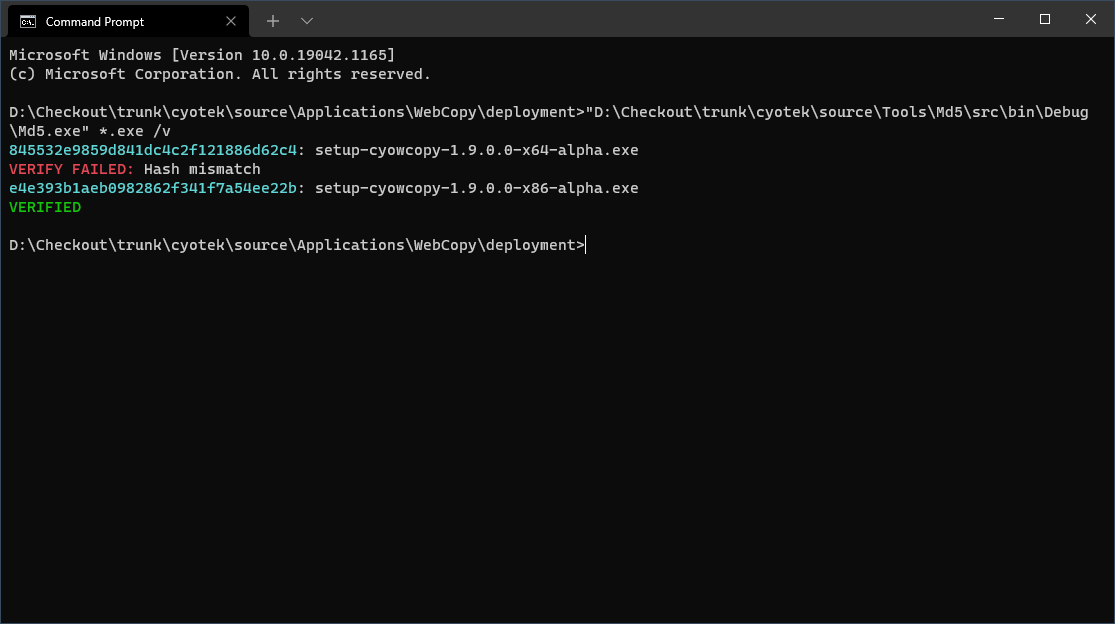 Command Prompt
Microsoft Windows [Version 10.0.19042.1165]
(c) Microsoft Corporation. All rights reserved.
D:\Checkout\trunk\cyotek\source\Applications\WebCopy\deployment>"D:\Checkout\trunk\cyotek\source\Tools\Md5\src\bin\Debug
\Md5.exe" *.exe /v
845532e9859d841dc4c2f121886d62c4: setup-cyowcopy-1.9.0.0-x64-alpha.exe
VERIFY FAILED: Hash mismatch
e4e393b1aeb0982862f341f7a54ee22b: setup-cyowcopy-1.9.0.0-x86-alpha.exe
VERIFIED
D:\Checkout\trunk\cyotek\source\Applications\WebCopy\deployment>